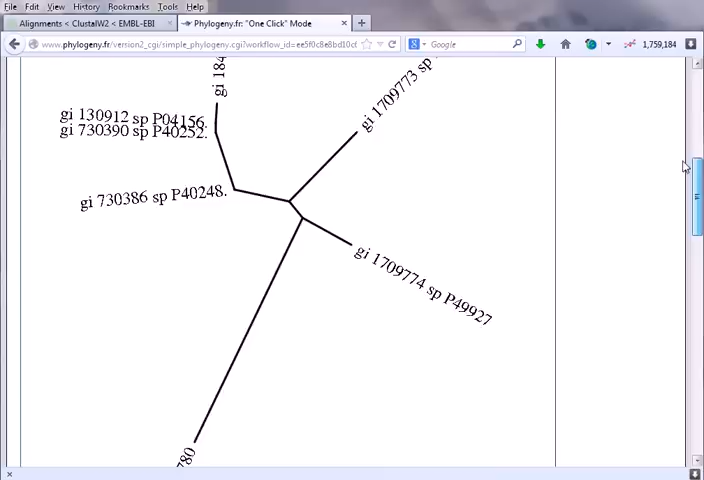 File Edit View History Bookmarks Tools Help
Alignments < ClustalW2 < EMBL-EBI
Phylogeny.fr: "One Click" Mode
www.phylogeny.fr/version2_cgi/simple_phylogeny.cgi?workflow_id=ee5f0c8e8bd10cf
Google
1,759,184
gi 184
gi 1709773 sp
gi 130912 sp P04156.
gi 730390 sp P40252.
gi 730386 sp P40248.
gi 1709774 sp P49927
780